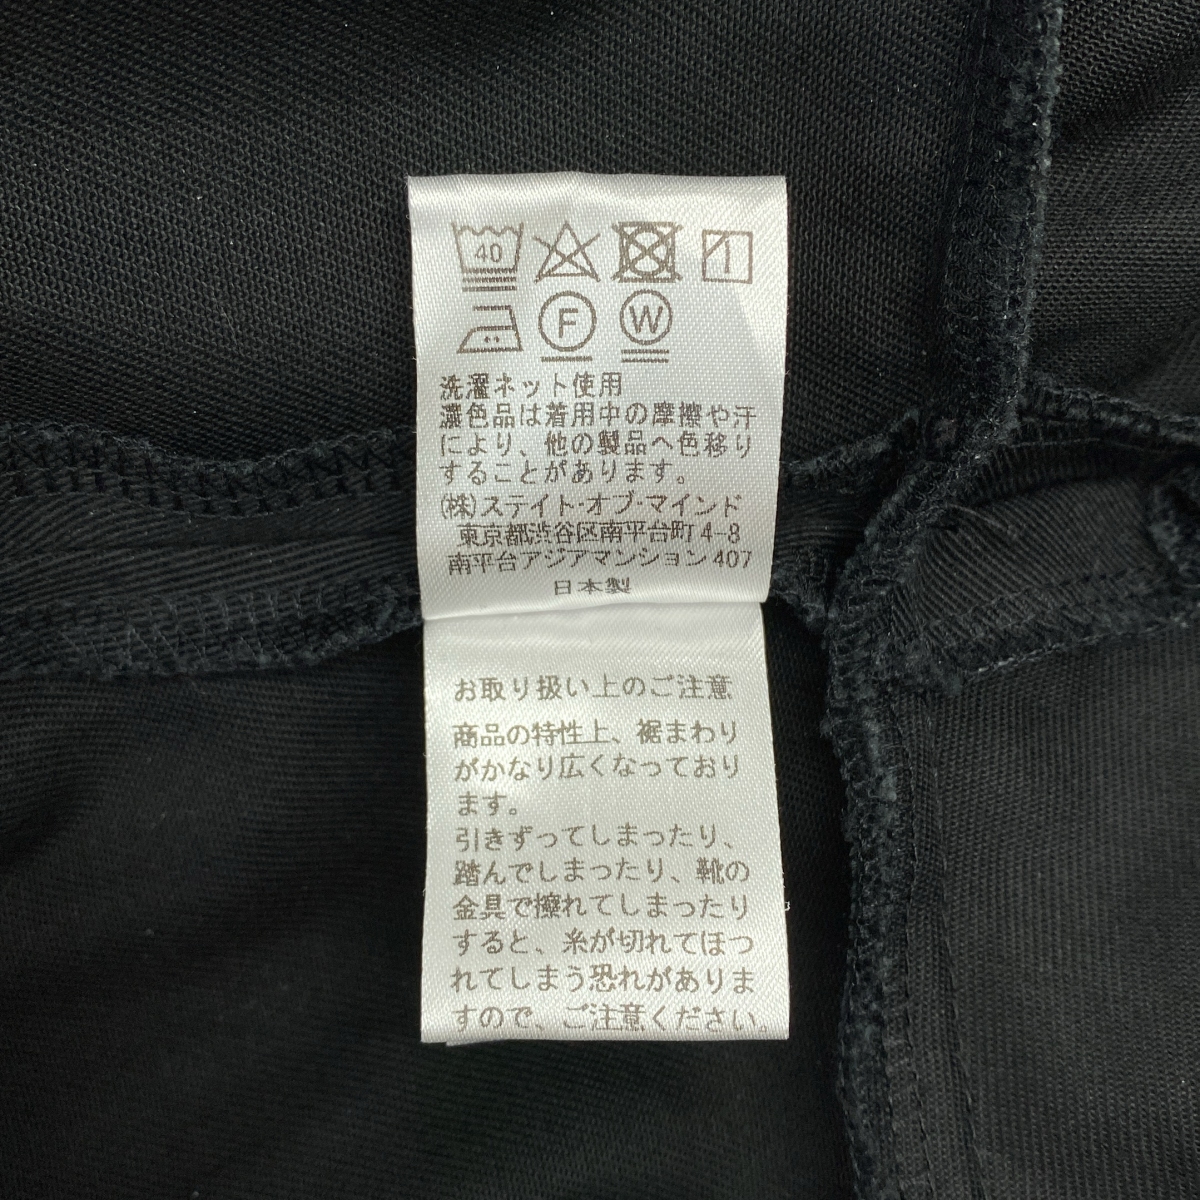 40
F W
洗濯ネット使用
濃色品は着用中の摩擦や汗
により、他の製品へ色移り
することがあります。
(株)ステイト・オブ・マインド
東京都渋谷区南平台町4-8
南平台アジアマンション407
日本製
お取り扱い上のご注意
商品の特性上、裾まわり
がかなり広くなっており
ます。
引きずってしまったり、
踏んでしまったり、靴の
金具で擦れてしまったり
すると、糸が切れてほつ
れてしまう恐れがありま
すので、ご注意ください。